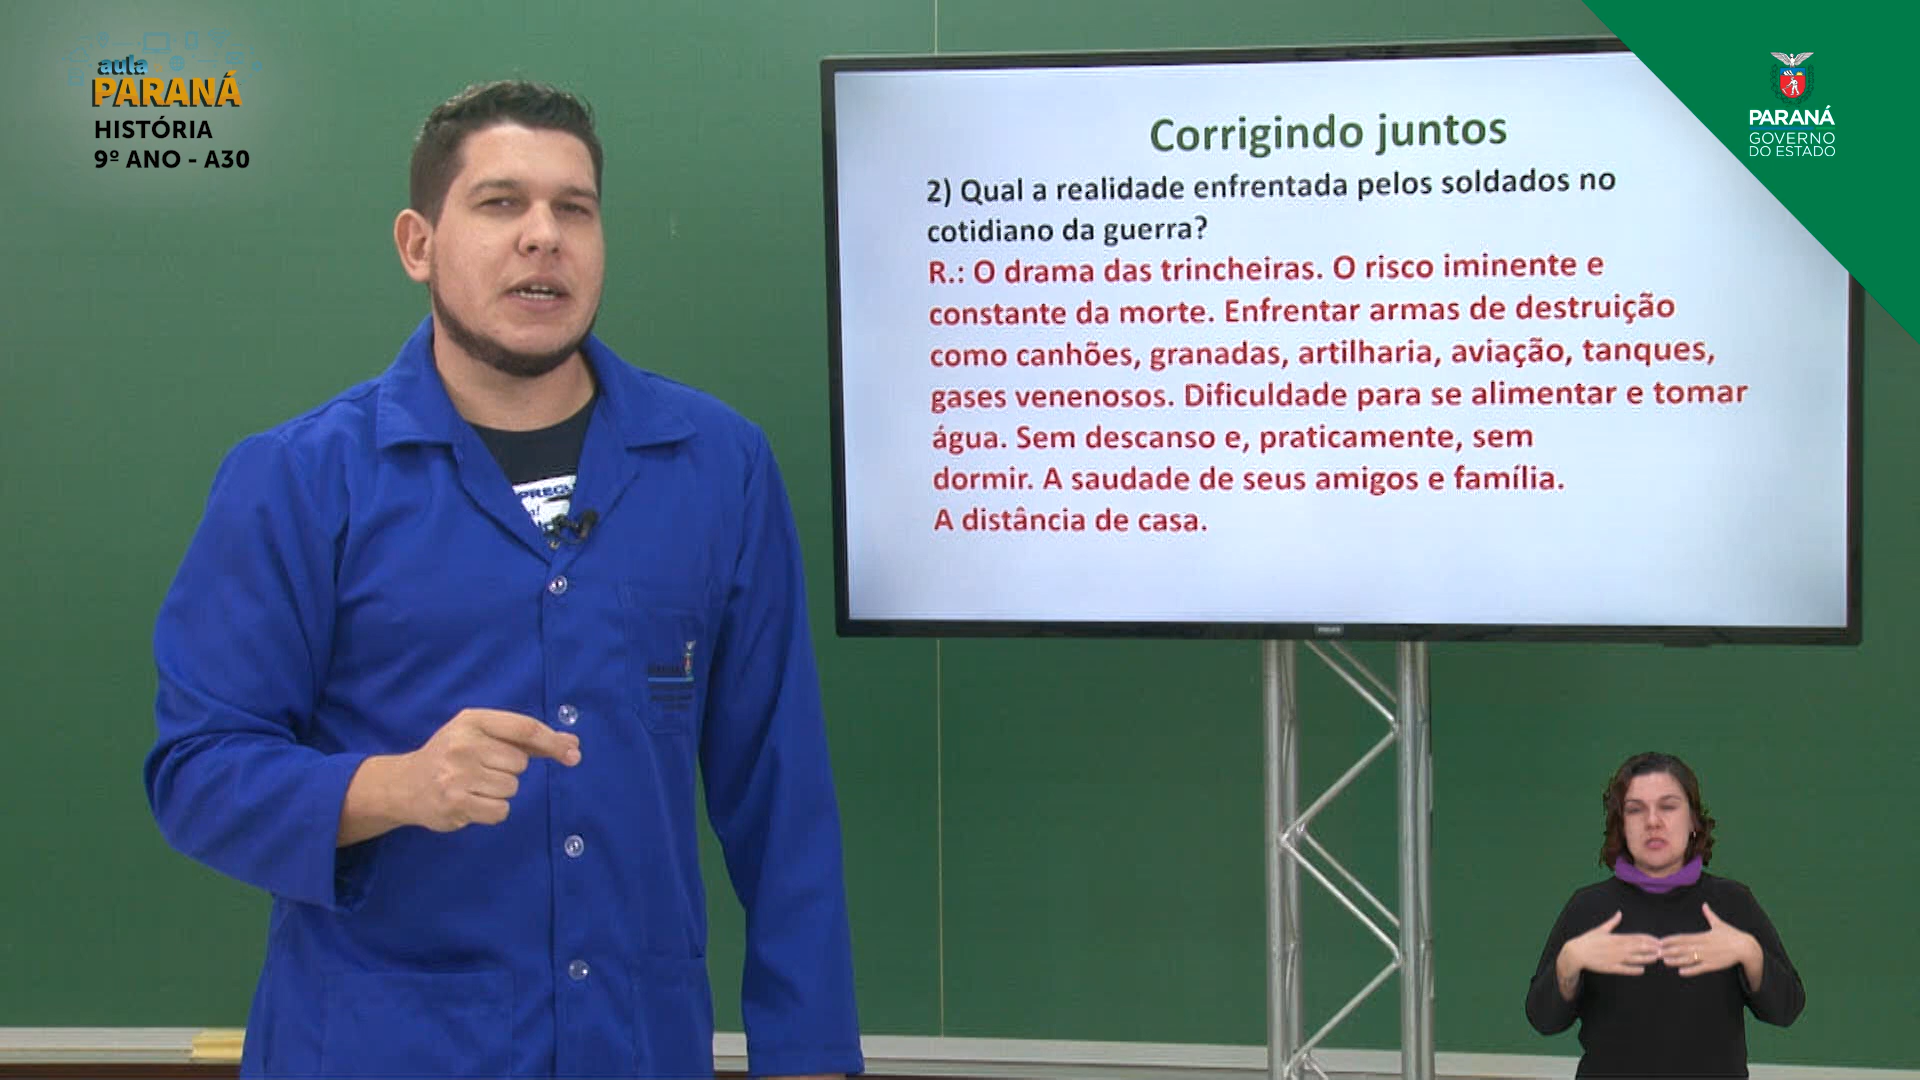 aula
PARANÁ
HISTÓRIA
9º ANO - A30
Corrigindo juntos
2) Qual a realidade enfrentada pelos soldados no
cotidiano da guerra?
R.: O drama das trincheiras. O risco iminente e
constante da morte. Enfrentar armas de destruição
como canhões, granadas, artilharia, aviação, tanques,
gases venenosos. Dificuldade para se alimentar e tomar
água. Sem descanso e, praticamente, sem
dormir. A saudade de seus amigos e família.
A distância de casa.
PARANÁ
GOVERNO
DO ESTADO